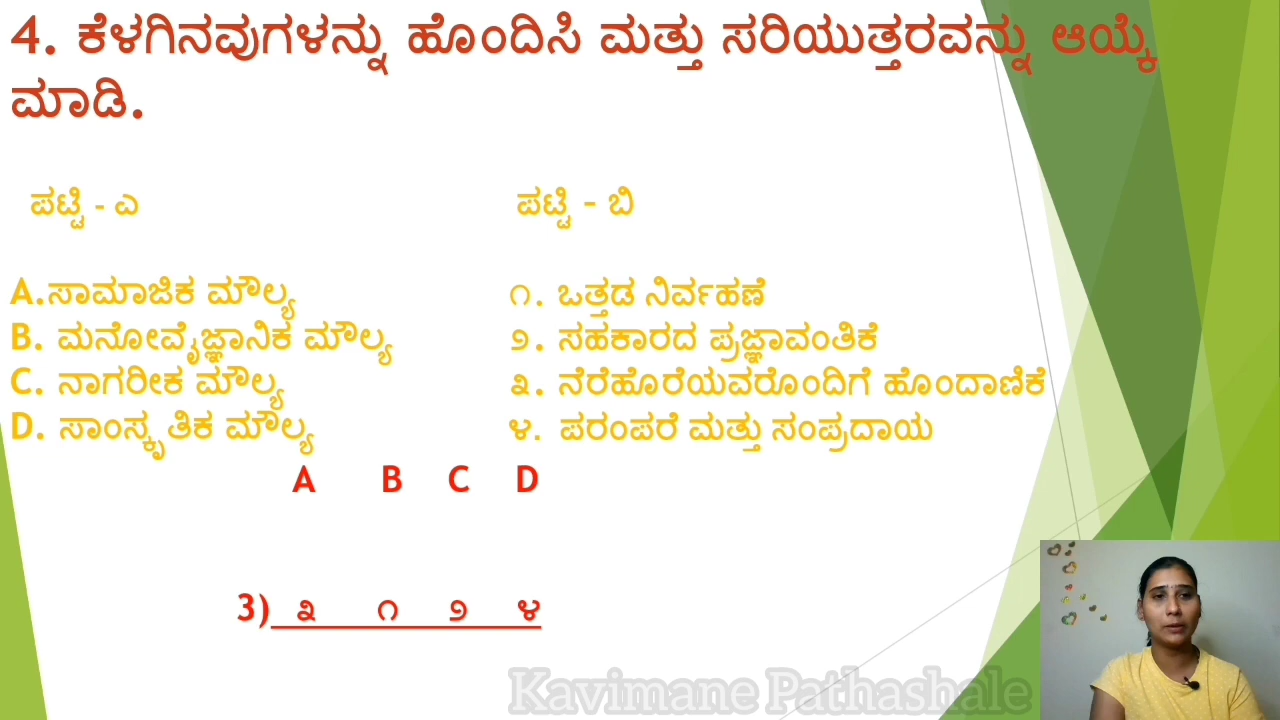 4. ಕೆಳಗಿನವುಗಳನ್ನು ಹೊಂದಿಸಿ ಮತ್ತು ಸರಿಯುತ್ತರವನ್ನು ಆಯ್ಕೆ
ಮಾಡಿ.
ಪಟ್ಟಿ - ಎ
ಪಟ್ಟಿ - ಬಿ
A.ಸಾಮಾಜಿಕ ಮೌಲ್ಯ
೧. ಒತ್ತಡ ನಿರ್ವಹಣೆ
B. ಮನೋವೈಜ್ಞಾನಿಕ ಮೌಲ್ಯ
೨. ಸಹಕಾರದ ಪ್ರಜ್ಞಾವಂತಿಕೆ
C. ನಾಗರೀಕ ಮೌಲ್ಯ
೩. ನೆರೆಹೊರೆಯವರೊಂದಿಗೆ ಹೊಂದಾಣಿಕೆ
D. ಸಾಂಸ್ಕೃತಿಕ ಮೌಲ್ಯ
೪. ಪರಂಪರೆ ಮತ್ತು ಸಂಪ್ರದಾಯ
A B C D
3) ೩ ೧ ೨ ೪
Kavimane Pathashale